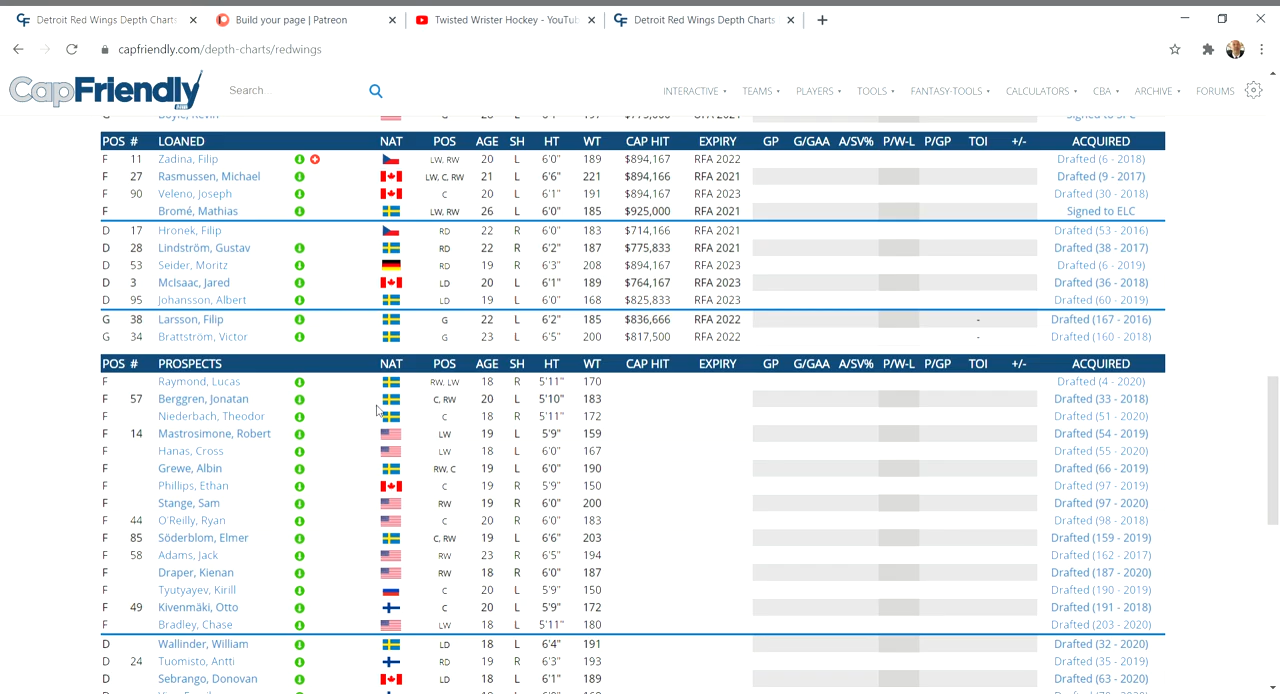 Detroit Red Wings Depth Charts Build your page | Patreon Twisted Wrister Hockey - YouTub Detroit Red Wings Depth Charts
capfriendly.com/depth-charts/redwings
CapFriendly Search... INTERACTIVE TEAMS PLAYERS TOOLS FANTASY-TOOLS CALCULATORS CBA ARCHIVE FORUMS
POS # LOANED NAT POS AGE SH HT WT CAP HIT EXPIRY GP G/GAA A/SV% P/W-L P/GP TOI +/- ACQUIRED
F 11 Zadina, Filip LW, RW 20 L 6'0" 189 $894,167 RFA 2022 Drafted (6 - 2018)
F 27 Rasmussen, Michael LW, C, RW 21 L 6'6" 221 $894,166 RFA 2021 Drafted (9 - 2017)
F 90 Veleno, Joseph C 20 L 6'1" 191 $894,167 RFA 2023 Drafted (30 - 2018)
F Bromé, Mathias LW, RW 26 L 6'0" 185 $925,000 RFA 2021 Signed to ELC
D 17 Hronek, Filip RD 22 R 6'0" 183 $714,166 RFA 2021 Drafted (53 - 2016)
D 28 Lindström, Gustav RD 22 R 6'2" 187 $775,833 RFA 2021 Drafted (38 - 2017)
D 53 Seider, Moritz RD 19 R 6'3" 208 $894,167 RFA 2023 Drafted (6 - 2019)
D 3 McIsaac, Jared LD 20 L 6'1" 189 $764,167 RFA 2023 Drafted (36 - 2018)
D 95 Johansson, Albert LD 19 L 6'0" 168 $825,833 RFA 2023 Drafted (60 - 2019)
G 38 Larsson, Filip G 22 L 6'2" 185 $836,666 RFA 2022 - Drafted (167 - 2016)
G 34 Brattström, Victor G 23 L 6'5" 200 $817,500 RFA 2022 - Drafted (160 - 2018)
POS # PROSPECTS NAT POS AGE SH HT WT CAP HIT EXPIRY GP G/GAA A/SV% P/W-L P/GP TOI +/- ACQUIRED
F Raymond, Lucas RW, LW 18 R 5'11" 170 Drafted (4 - 2020)
F 57 Berggren, Jonatan C, RW 20 L 5'10" 183 Drafted (33 - 2018)
F Niederbach, Theodor C 18 R 5'11" 172 Drafted (51 - 2020)
F 14 Mastrosimone, Robert LW 19 L 5'9" 159 Drafted (54 - 2019)
F Hanas, Cross LW 18 L 6'0" 167 Drafted (55 - 2020)
F Grewe, Albin RW, C 19 L 6'0" 190 Drafted (66 - 2019)
F Phillips, Ethan C 19 R 5'9" 150 Drafted (97 - 2019)
F Stange, Sam RW 19 R 6'0" 200 Drafted (97 - 2020)
F 44 O'Reilly, Ryan C 20 R 6'0" 183 Drafted (98 - 2018)
F 85 Söderblom, Elmer C, RW 19 L 6'6" 203 Drafted (159 - 2019)
F 58 Adams, Jack RW 23 R 6'5" 194 Drafted (162 - 2017)
F Draper, Kienan RW 18 R 6'0" 187 Drafted (187 - 2020)
F Tyutyayev, Kirill C 20 L 5'9" 150 Drafted (190 - 2019)
F 49 Kivenmäki, Otto C 20 L 5'9" 172 Drafted (191 - 2018)
F Bradley, Chase LW 18 L 5'11" 180 Drafted (203 - 2020)
D Wallinder, William LD 18 L 6'4" 191 Drafted (32 - 2020)
D 24 Tuomisto, Antti RD 19 R 6'3" 193 Drafted (35 - 2019)
D Sebrango, Donovan LD 18 L 6'1" 189 Drafted (63 - 2020)